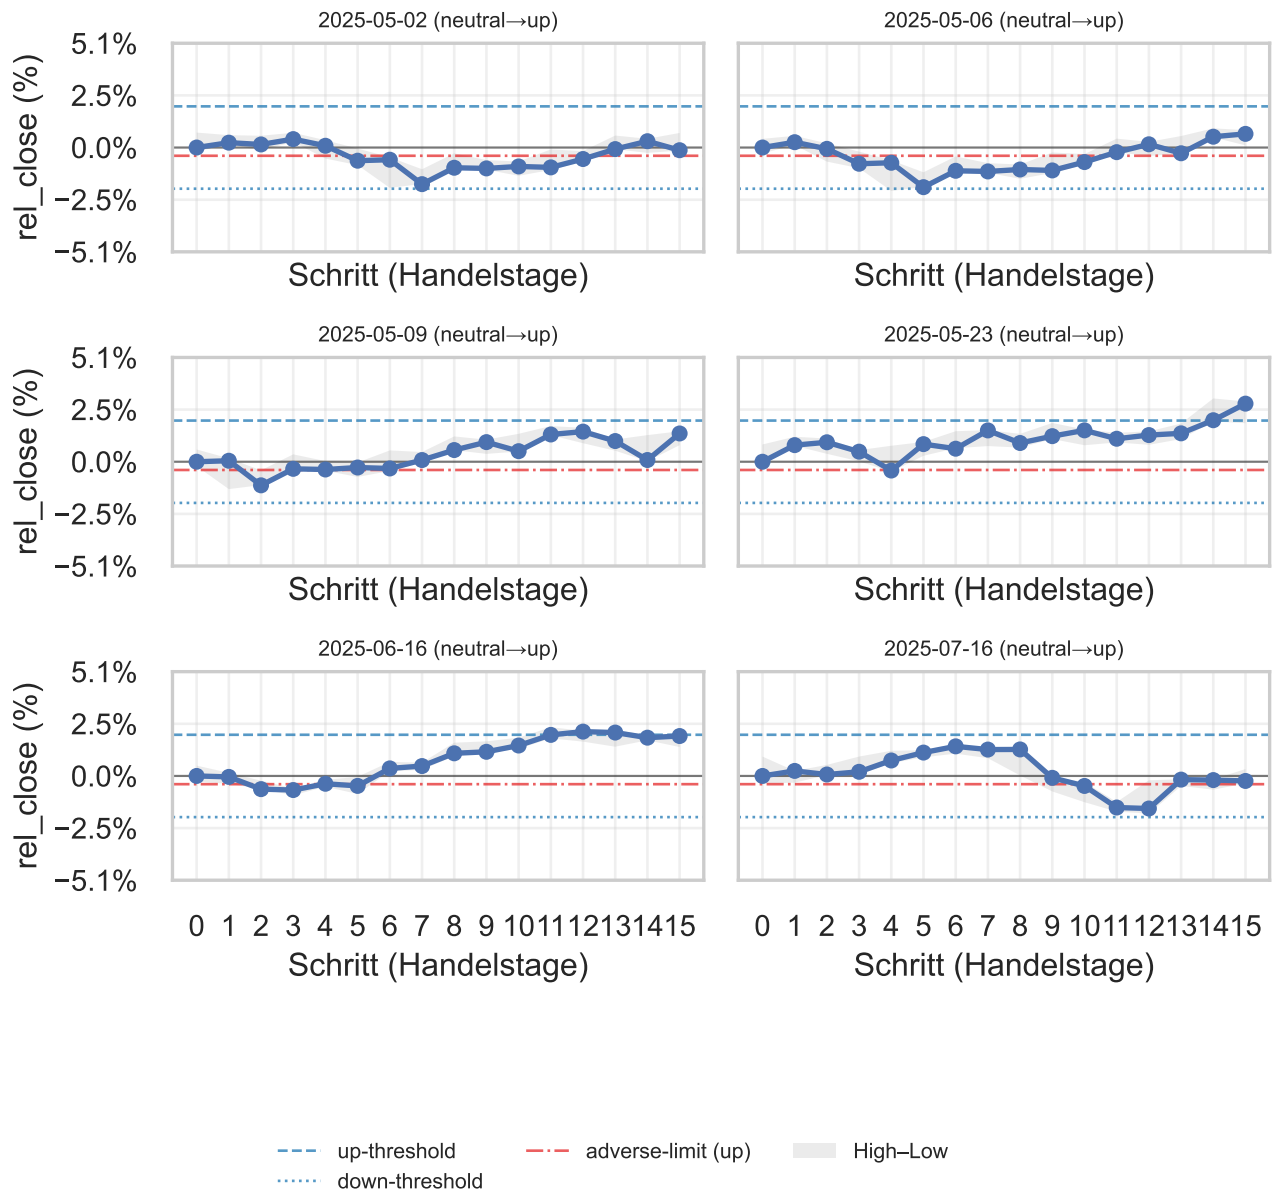 2025-05-02 (neutral→up)
2025-05-06 (neutral→up)
rel_close (%)
5.1%
2.5%
0.0%
−2.5%
−5.1%
Schritt (Handelstage)
Schritt (Handelstage)
2025-05-09 (neutral→up)
2025-05-23 (neutral→up)
rel_close (%)
5.1%
2.5%
0.0%
−2.5%
−5.1%
Schritt (Handelstage)
Schritt (Handelstage)
2025-06-16 (neutral→up)
2025-07-16 (neutral→up)
rel_close (%)
5.1%
2.5%
0.0%
−2.5%
−5.1%
0 1 2 3 4 5 6 7 8 9 10 11 12 13 14 15
0 1 2 3 4 5 6 7 8 9 10 11 12 13 14 15
Schritt (Handelstage)
Schritt (Handelstage)
up-threshold
down-threshold
adverse-limit (up)
High–Low